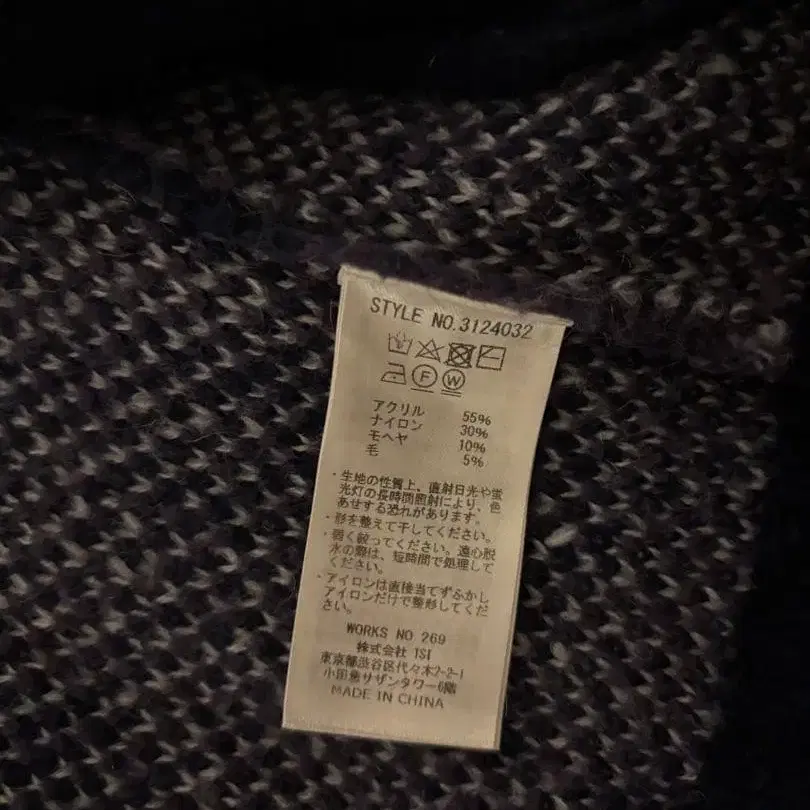 STYLE NO.3124032
F W
アクリル 55%
ナイロン 30%
モヘヤ 10%
毛 5%
・生地の性質上、直射日光や蛍
光灯の長時間照射により、色
あせする恐れがあります。
・形を整えて干してください。
・弱く絞ってください。遠心脱
水の際は、短時間で処理して
ください。
・アイロンは直接当てずふかし
アイロンだけで整形してくだ
さい。
WORKS NO 269
株式会社 TSI
東京都渋谷区代々木2-2-1
小田急サザンタワー6階
MADE IN CHINA